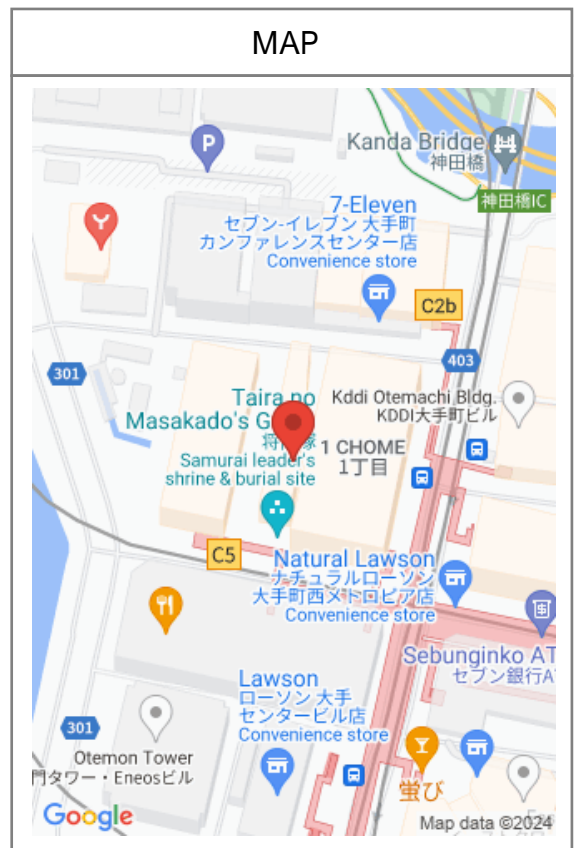 MAP
Kanda Bridge
神田橋
7-Eleven
神田橋IC
セブン-イレブン 大手町
カンファレンスセンター店
Convenience store
C2b
403
301
Taira no
Kddi Otemachi Bldg.
Masakado's G
KDDI大手町ビル
将
塚
1 CHOME
Samurai leader's
1丁目
shrine & burial site
C5
Natural Lawson
ナチュラルローソン
大手町西メトロピア店
Convenience store
Sebunginko AT
セブン銀行A
Lawson
ローソン 大手
センタービル店
301
Convenience store
Otemon Tower
門タワー・Eneosビル
蛍び
Google
Map data ©2024